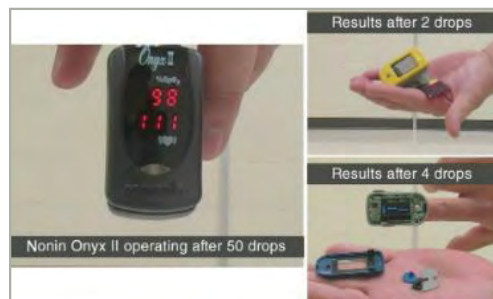 Onyx II
%SpO₂
98
111
Nonin Onyx II operating after 50 drops
Results after 2 drops
Results after 4 drops